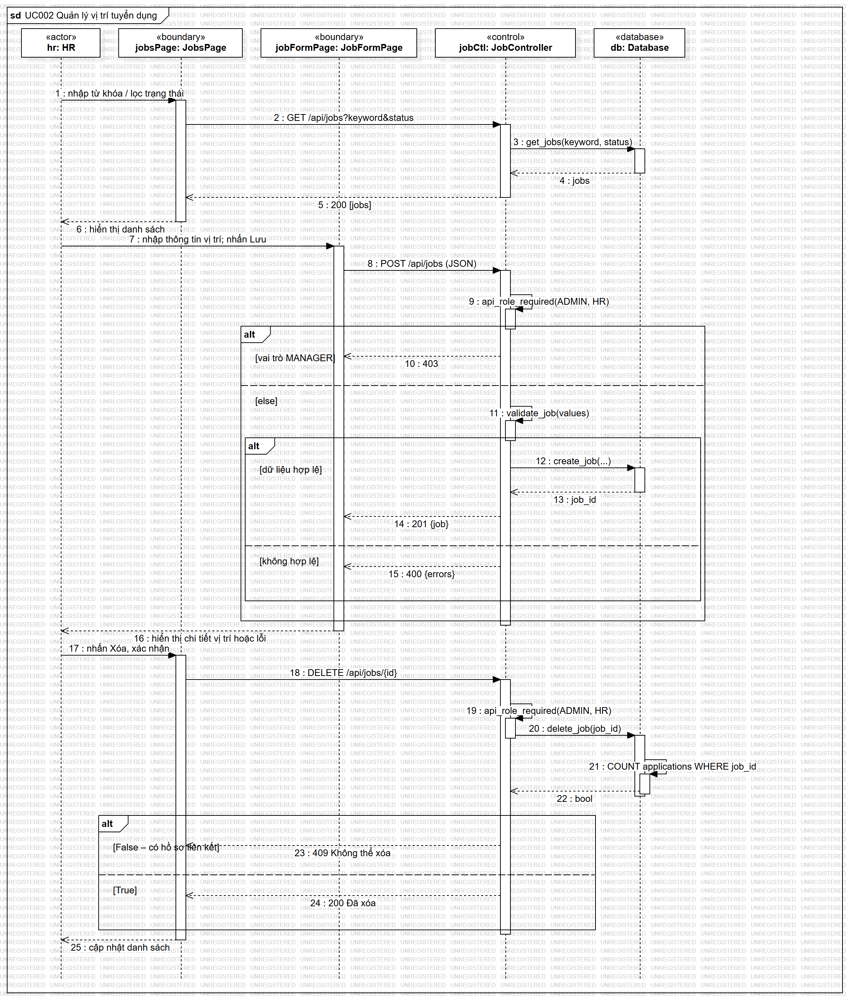 sd UC002 Quản lý vị trí tuyển dụng
«actor»
hr: HR
«boundary»
jobsPage: JobsPage
«boundary»
jobFormPage: JobFormPage
«control»
jobCtl: JobController
«database»
db: Database
1 : nhập từ khóa / lọc trạng thái
2 : GET /api/jobs?keyword&status
3 : get_jobs(keyword, status)
4 : jobs
5 : 200 [jobs]
6 : hiển thị danh sách
7 : nhập thông tin vị trí; nhấn Lưu
8 : POST /api/jobs (JSON)
9 : api_role_required(ADMIN, HR)
alt
[vai trò MANAGER]
10 : 403
[else]
11 : validate_job(values)
alt
[dữ liệu hợp lệ]
12 : create_job(...)
13 : job_id
14 : 201 {job}
[không hợp lệ]
15 : 400 {errors}
16 : hiển thị chi tiết vị trí hoặc lỗi
17 : nhấn Xóa, xác nhận
18 : DELETE /api/jobs/{id}
19 : api_role_required(ADMIN, HR)
20 : delete_job(job_id)
21 : COUNT applications WHERE job_id
22 : bool
alt
[False – có hồ sơ liên kết]
23 : 409 Không thể xóa
[True]
24 : 200 Đã xóa
25 : cập nhật danh sách
UNREGISTERED